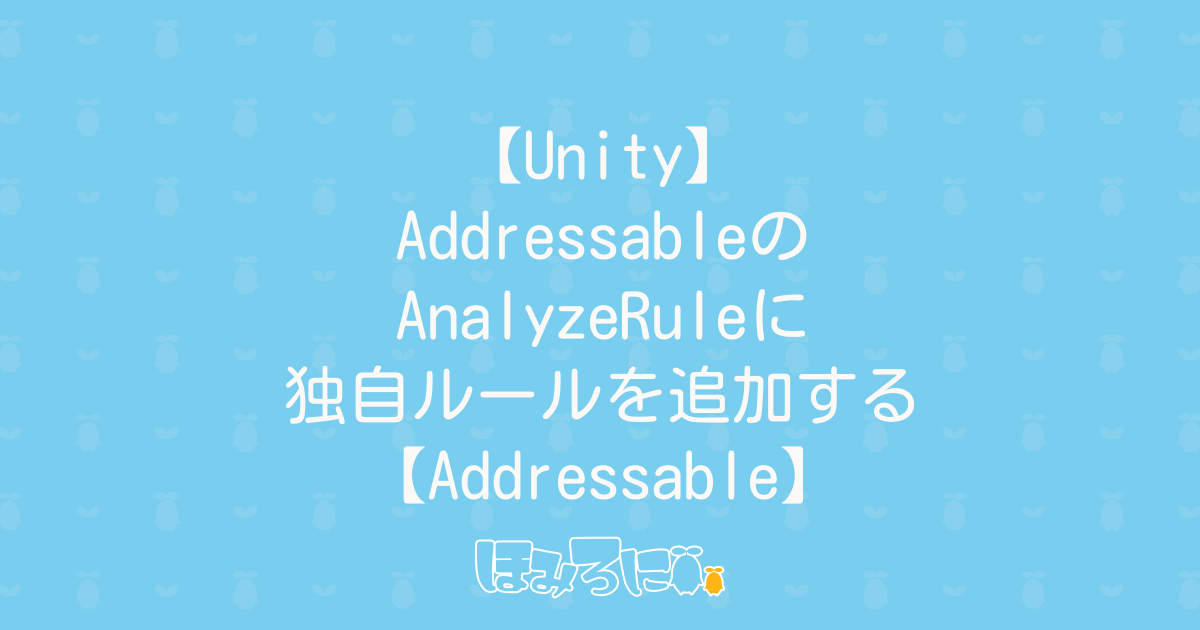 【Unity】
Addressableの
AnalyzeRuleに
独自ルールを追加する
【Addressable】
ほみろに